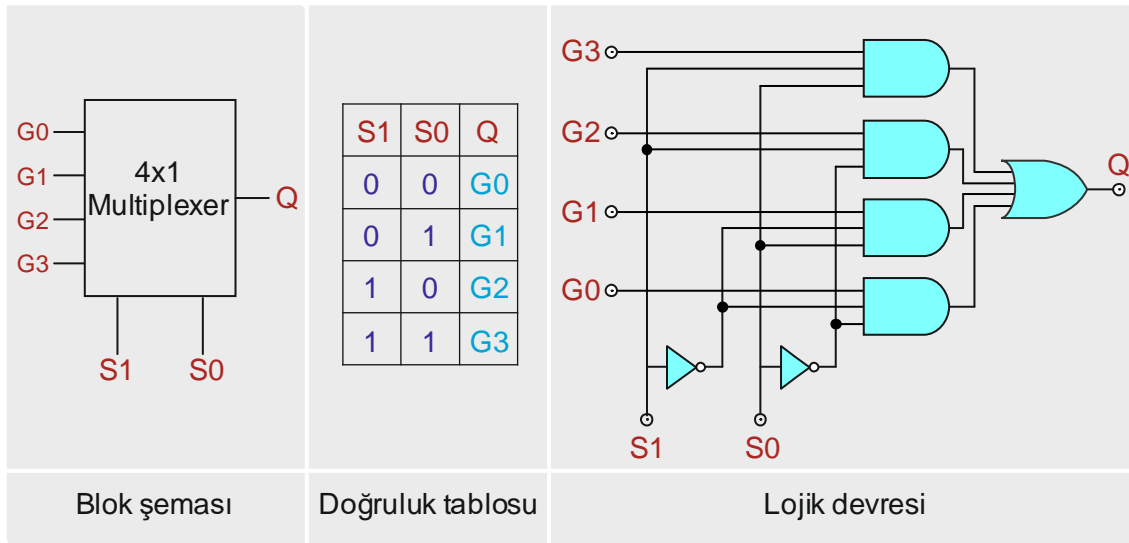 G0
G1
G2
G3
4x1
Multiplexer
Q
S1 S0
S1 S0 Q
0 0 G0
0 1 G1
1 0 G2
1 1 G3
G3
G2
G1
G0
Q
S1 S0
Blok şeması
Doğruluk tablosu
Lojik devresi